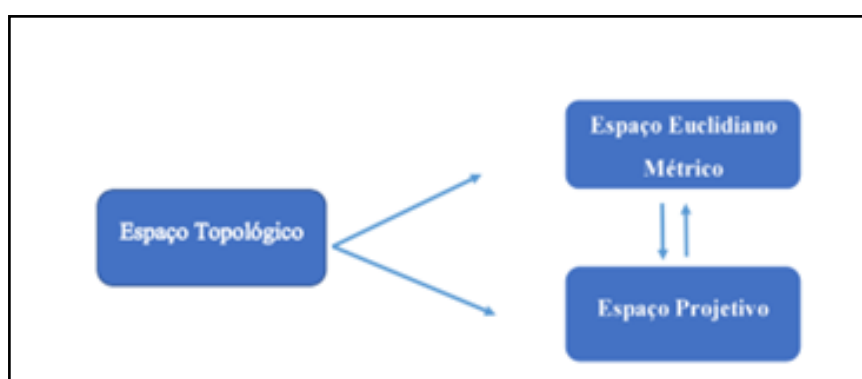 Espaço Euclidiano
Métrico
Espaço Topológico
Espaço Projetivo